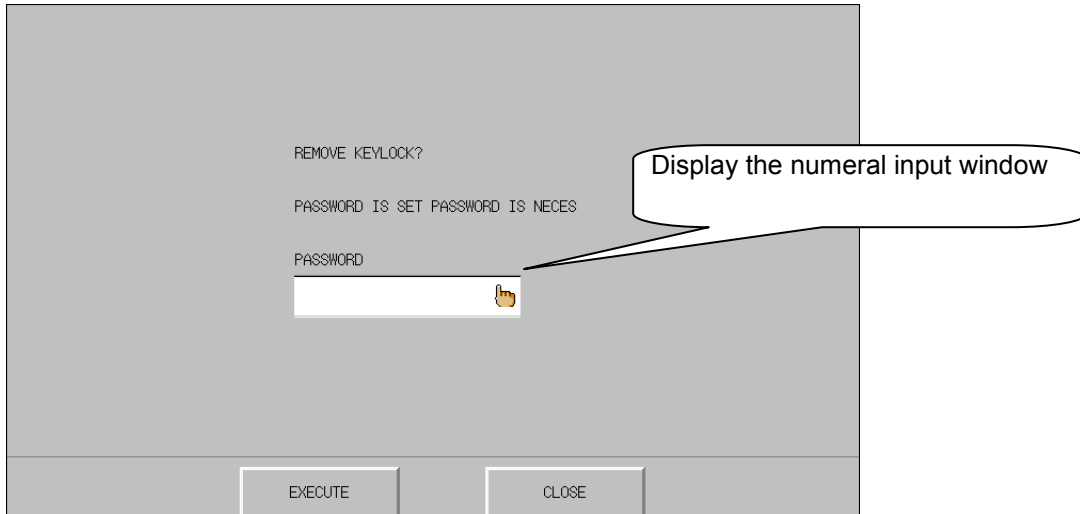 REMOVE KEYLOCK?
Display the numeral input window
PASSWORD IS SET PASSWORD IS NECES
PASSWORD
EXECUTE
CLOSE